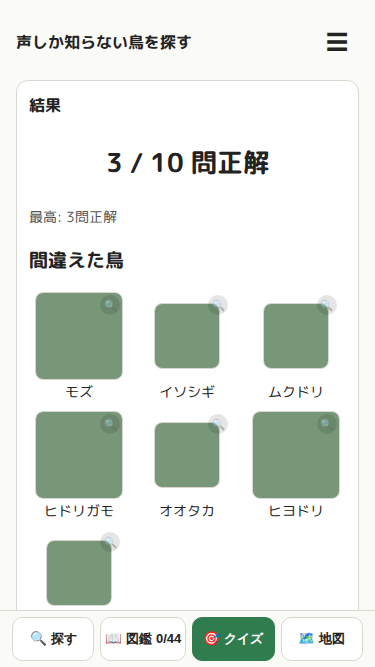 声しか知らない鳥を探す
結果
3 / 10 問正解
最高: 3問正解
間違えた鳥
モズ
イソシギ
ムクドリ
ヒドリガモ
オオタカ
ヒヨドリ
探す
図鑑 0/44
クイズ
地図